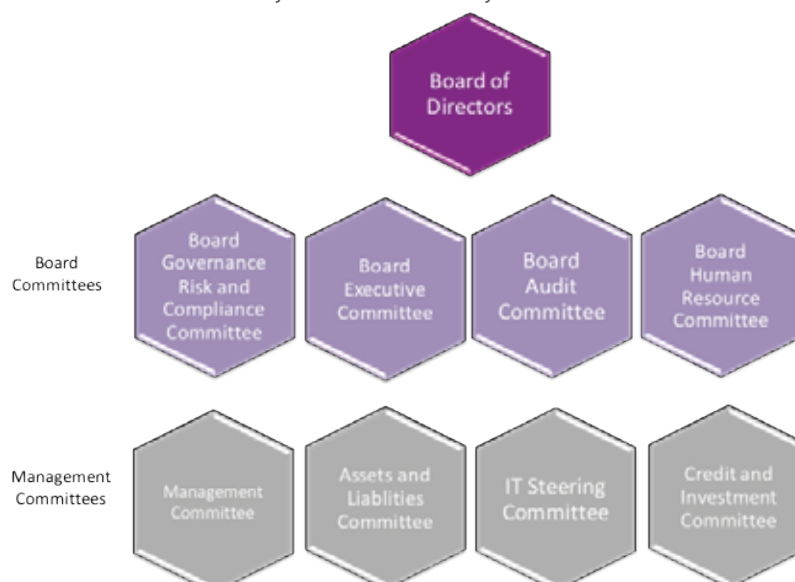 Board of
Directors
Board
Committees
Board
Governance
Risk and
Compliance
Committee
Board
Executive
Committee
Board
Audit
Committee
Board
Human
Resource
Committee
Management
Committees
Management
Committee
Assets and
Liablities
Committee
IT Steering
Committee
Credit and
Investment
Committee